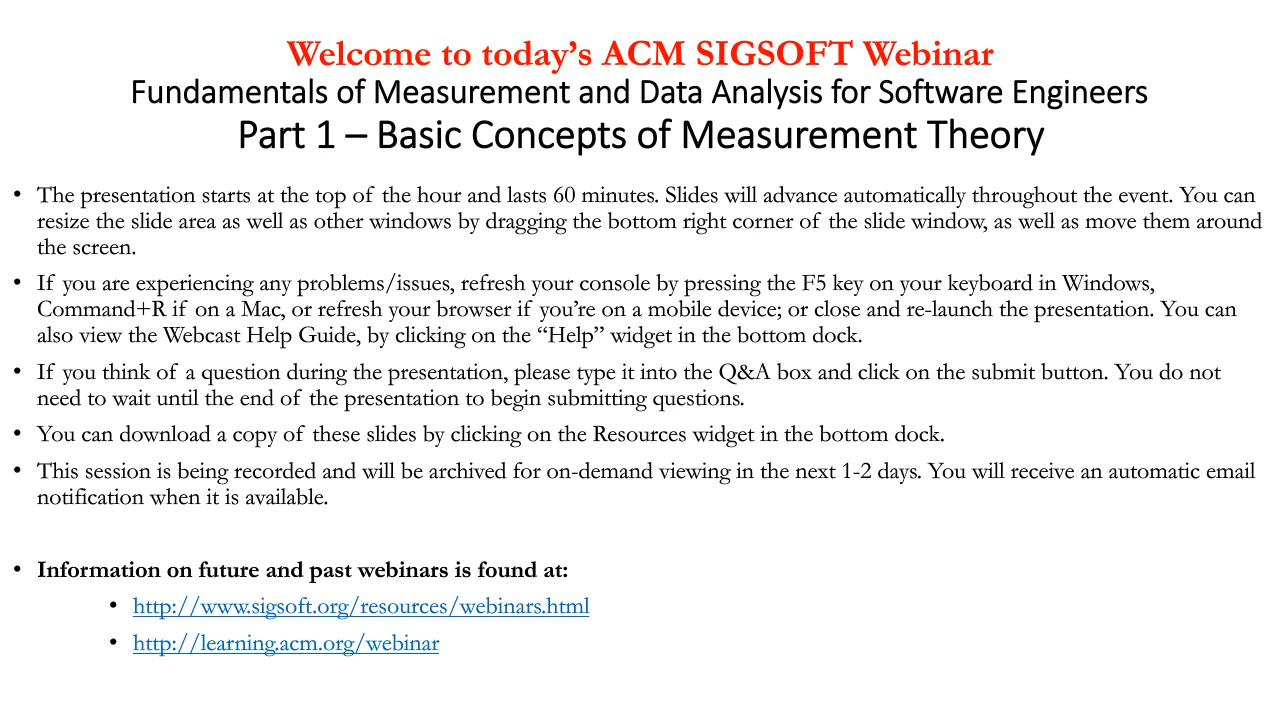 Welcome to today’s ACM SIGSOFT Webinar
Fundamentals of Measurement and Data Analysis for Software Engineers
Part 1 – Basic Concepts of Measurement Theory
• The presentation starts at the top of the hour and lasts 60 minutes. Slides will advance automatically throughout the event. You can
resize the slide area as well as other windows by dragging the bottom right corner of the slide window, as well as move them around
the screen.
• If you are experiencing any problems/issues, refresh your console by pressing the F5 key on your keyboard in Windows,
Command+R if on a Mac, or refresh your browser if you’re on a mobile device; or close and re-launch the presentation. You can
also view the Webcast Help Guide, by clicking on the “Help” widget in the bottom dock.
• If you think of a question during the presentation, please type it into the Q&A box and click on the submit button. You do not
need to wait until the end of the presentation to begin submitting questions.
• You can download a copy of these slides by clicking on the Resources widget in the bottom dock.
• This session is being recorded and will be archived for on-demand viewing in the next 1-2 days. You will receive an automatic email
notification when it is available.
• Information on future and past webinars is found at:
• http://www.sigsoft.org/resources/webinars.html
• http://learning.acm.org/webinar